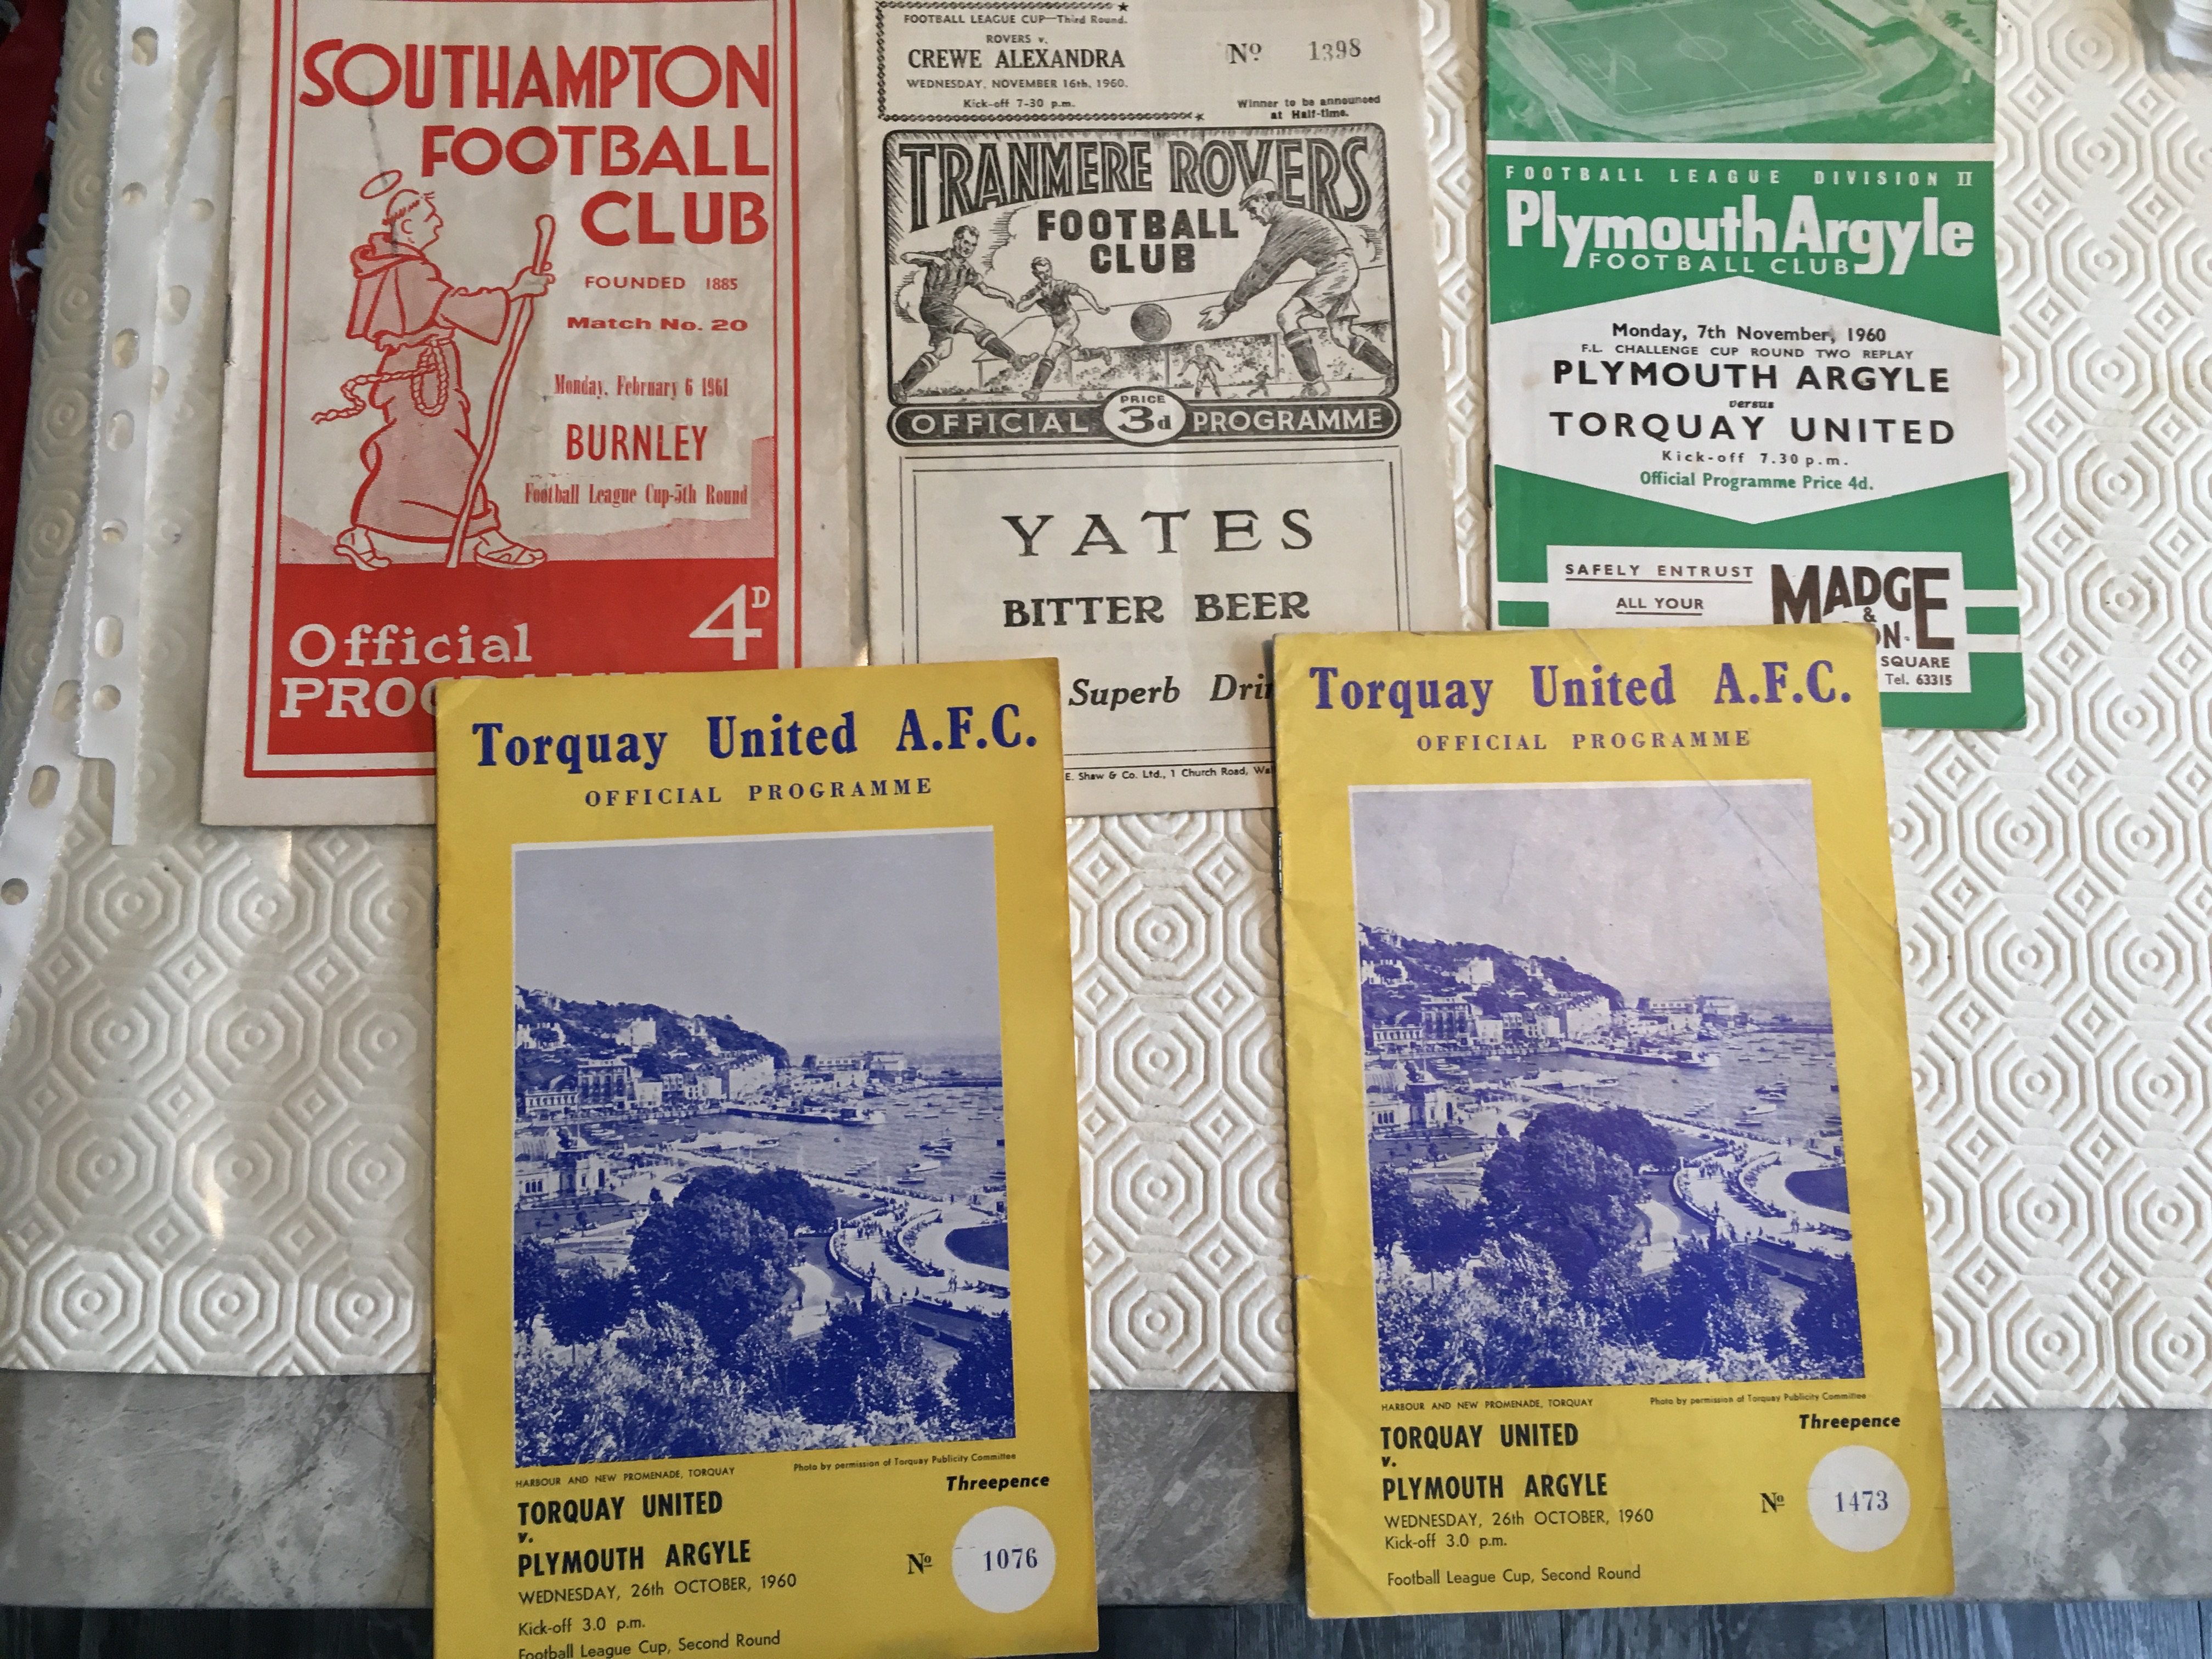 SOUTHAMPTON
FOOTBALL
CLUB
FOUNDED 1885
Match No. 20
Monday, February 6 1961
BURNLEY
Football League Cup-5th Round
4D
Official
FOOTBALL LEAGUE CUP—Third Round.
ROVERS v.
CREWE ALEXANDRA
WEDNESDAY, NOVEMBER 16th, 1960.
Kick-off 7-30 p.m.
Nº 1398
Winner to be announced
at Half-time.
TRANMERE ROVERS
FOOTBALL
CLUB
OFFICIAL PRICE 3d PROGRAMME
YATES
BITTER BEER
Superb
E. Shaw & Co. Ltd., 1 Church Road,
FOOTBALL LEAGUE DIVISION II
Plymouth Argyle
FOOTBALL CLUB
Monday, 7th November, 1960
F.L. CHALLENGE CUP ROUND TWO REPLAY
PLYMOUTH ARGYLE
versus
TORQUAY UNITED
Kick-off 7.30 p.m.
Official Programme Price 4d.
SAFELY ENTRUST
ALL YOUR
MADGE
&
SQUARE
Tel. 63315
Torquay United A.F.C.
OFFICIAL PROGRAMME
HARBOUR AND NEW PROMENADE, TORQUAY
Photo by permission of Torquay Publicity Committee
Threepence
TORQUAY UNITED
v.
PLYMOUTH ARGYLE
WEDNESDAY, 26th OCTOBER, 1960
Kick-off 3.0 p.m.
Football League Cup, Second Round
Nº 1076
Torquay United A.F.C.
OFFICIAL PROGRAMME
HARBOUR AND NEW PROMENADE, TORQUAY
Photo by permission of Torquay Publicity Committee
Threepence
TORQUAY UNITED
v.
PLYMOUTH ARGYLE
WEDNESDAY, 26th OCTOBER, 1960
Kick-off 3.0 p.m.
Football League Cup, Second Round
Nº 1473